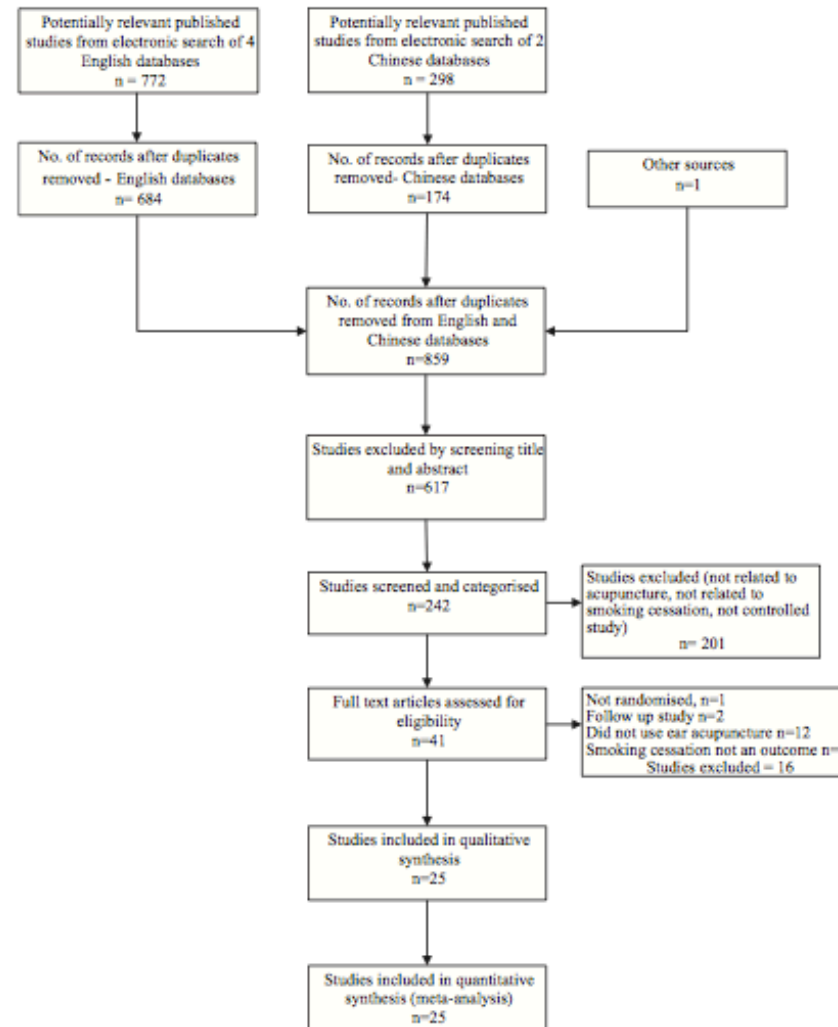 Potentially relevant published
studies from electronic search of 4
English databases
n = 772
Potentially relevant published
studies from electronic search of 2
Chinese databases
n = 298
No. of records after duplicates
removed - English databases
n= 684
No. of records after duplicates
removed- Chinese databases
n=174
Other sources
n=1
No. of records after duplicates
removed from English and
Chinese databases
n=859
Studies excluded by screening title
and abstract
n=617
Studies screened and categorised
n=242
Studies excluded (not related to
acupuncture, not related to
smoking cessation, not controlled
study)
n= 201
Full text articles assessed for
eligibility
n=41
Not randomised, n=1
Follow up study n=2
Did not use ear acupuncture n=12
Smoking cessation not an outcome n=
Studies excluded = 16
Studies included in qualitative
synthesis
n=25
Studies included in quantitative
synthesis (meta-analysis)
n=25